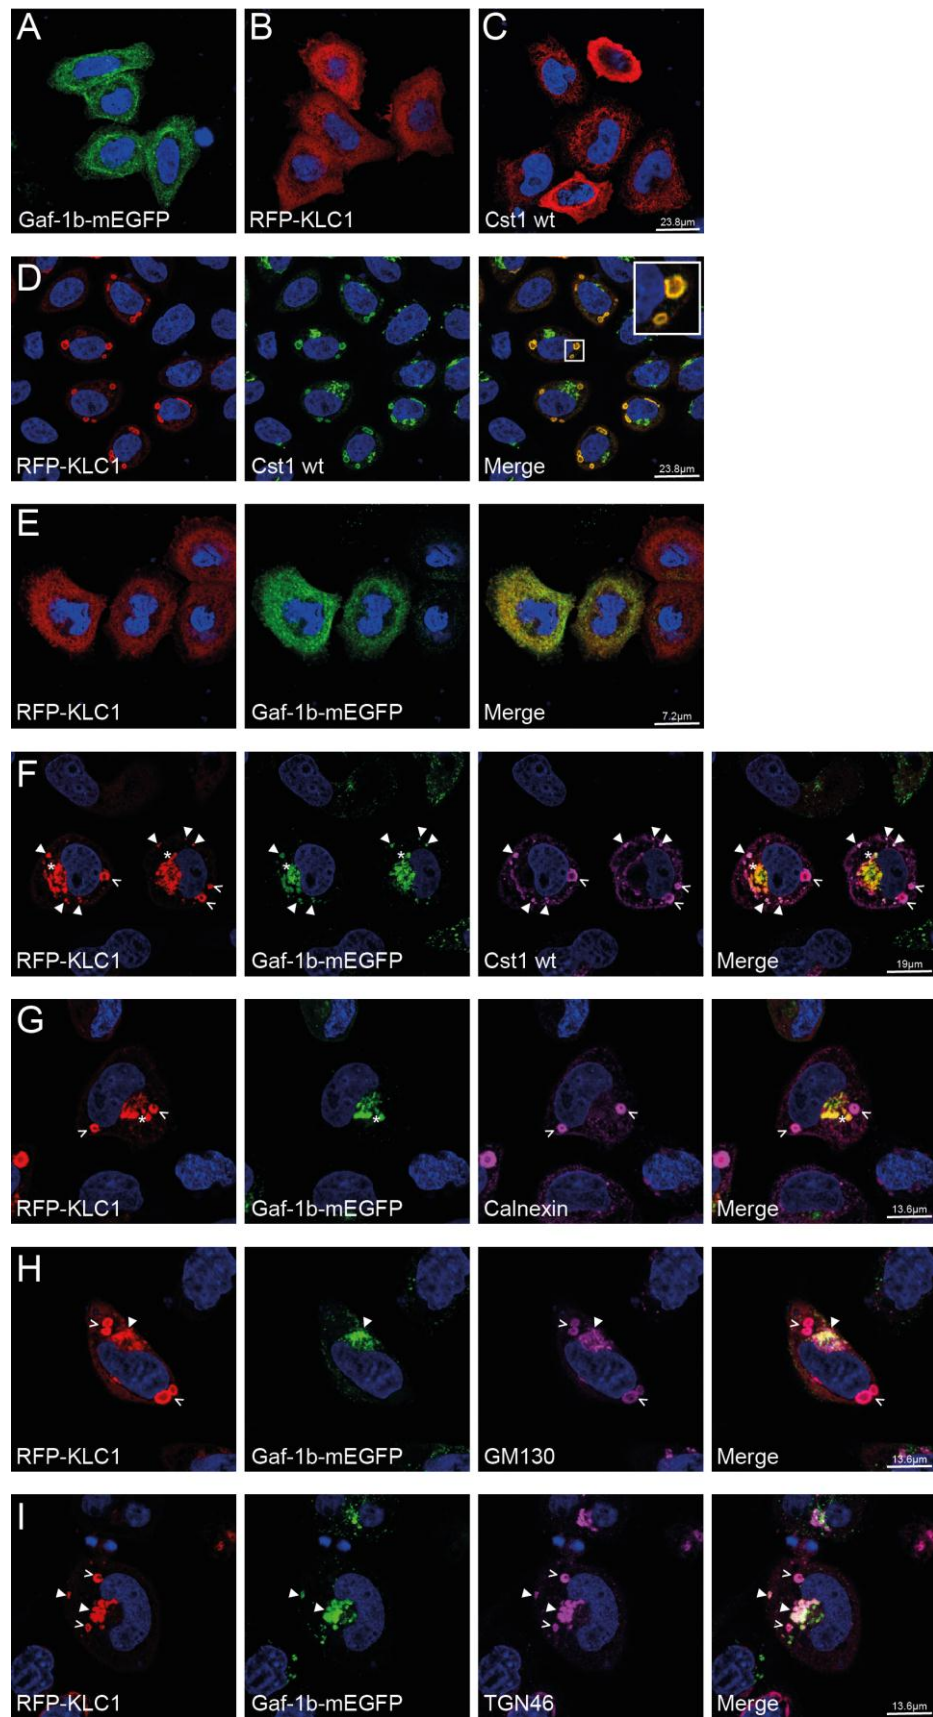 A
B
C
Gaf-1b-mEGFP
RFP-KLC1
Cst1 wt
23.8µm
D
RFP-KLC1
Cst1 wt
Merge
23.8µm
E
RFP-KLC1
Gaf-1b-mEGFP
Merge
7.2µm
F
RFP-KLC1
Gaf-1b-mEGFP
Cst1 wt
Merge
19µm
G
RFP-KLC1
Gaf-1b-mEGFP
Calnexin
Merge
13.6µm
H
RFP-KLC1
Gaf-1b-mEGFP
GM130
Merge
13.6µm
I
RFP-KLC1
Gaf-1b-mEGFP
TGN46
Merge
13.6µm